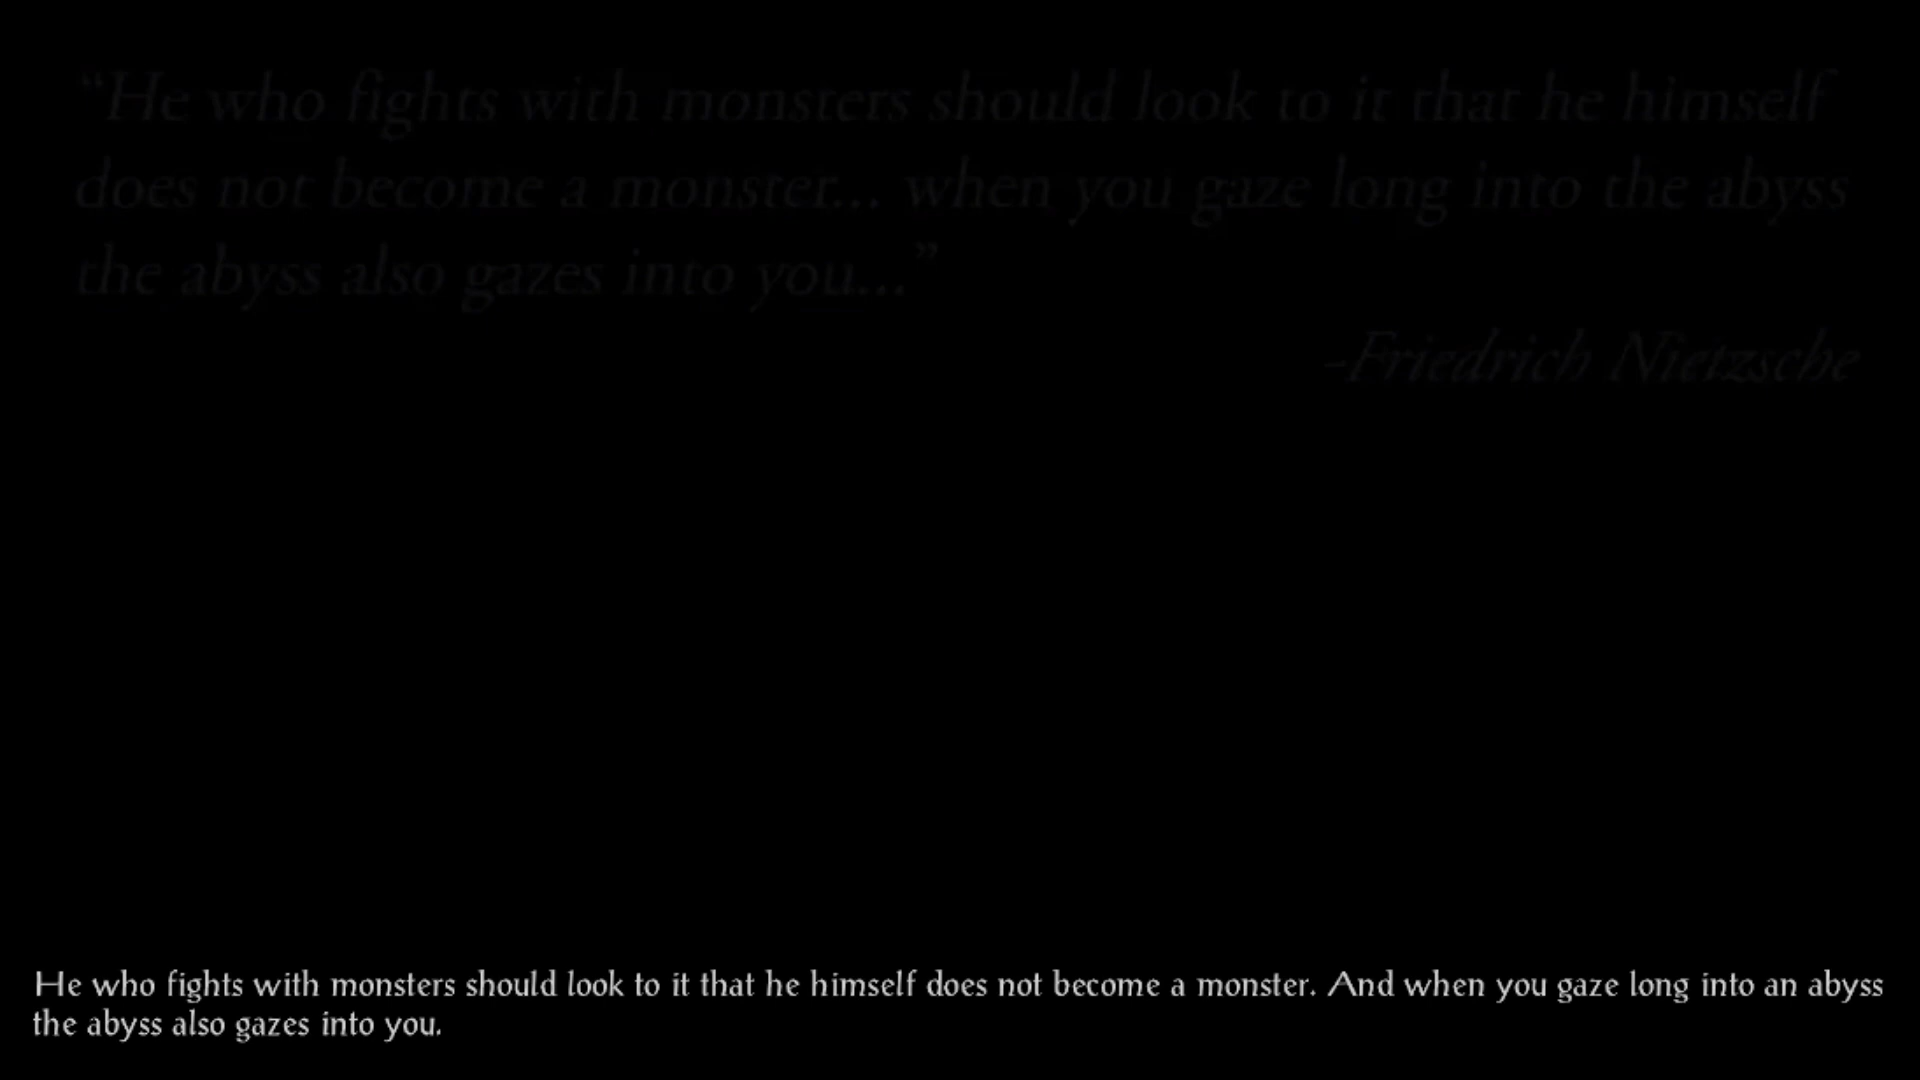 “He who fights with monsters should look to it that he himself
does not become a monster... when you gaze long into the abyss
the abyss also gazes into you...”
-Friedrich Nietzsche
He who fights with monsters should look to it that he himself does not become a monster. And when you gaze long into an abyss
the abyss also gazes into you.